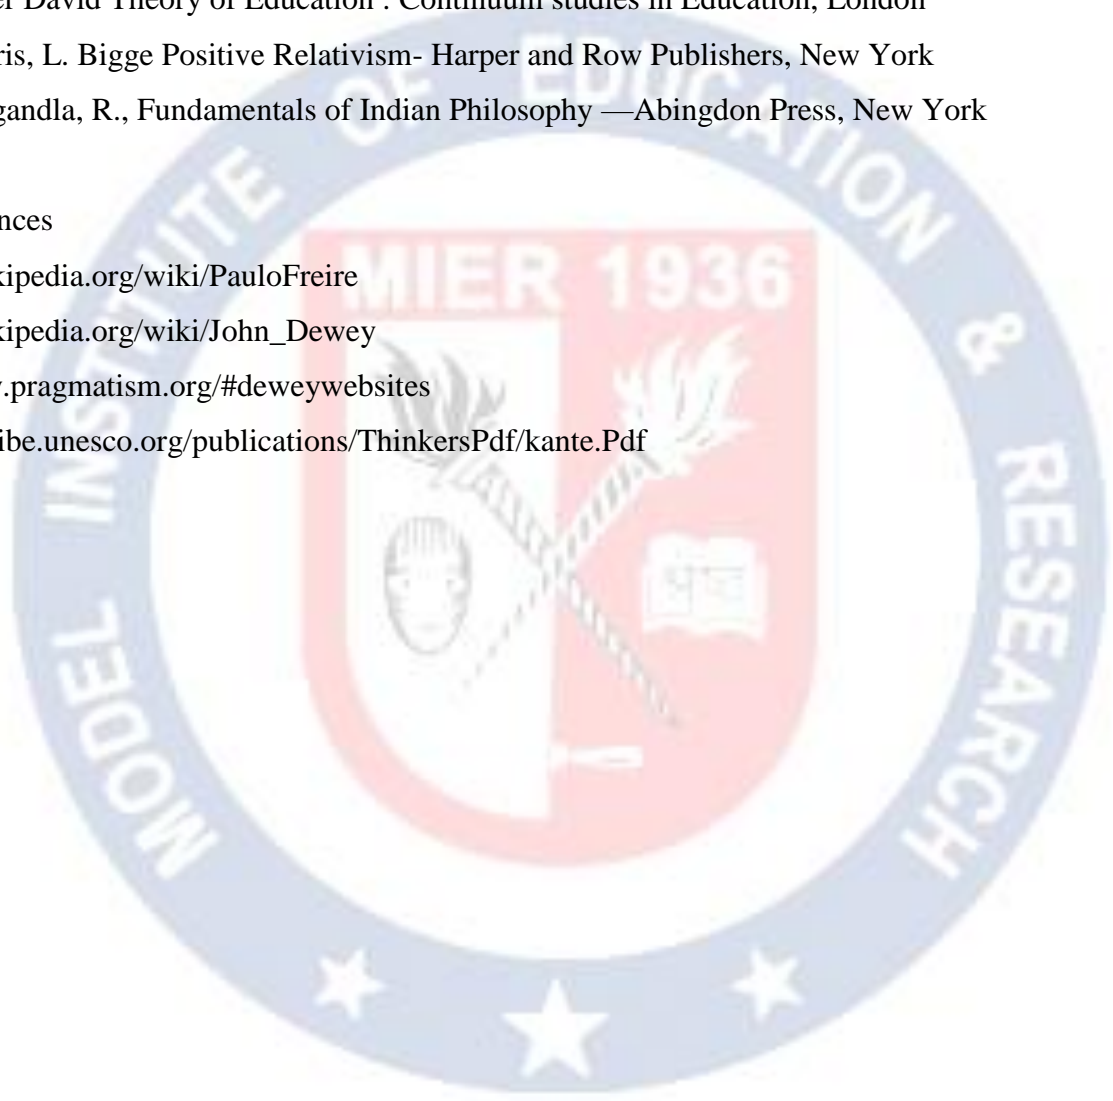 er David Theory of Education . Continuum studies in Education, London
ris, L. Bigge Positive Relativism- Harper and Row Publishers, New York
gandla, R., Fundamentals of Indian Philosophy —Abingdon Press, New York
nces
kipedia.org/wiki/PauloFreire
kipedia.org/wiki/John_Dewey
.pragmatism.org/#deweywebsites
ibe.unesco.org/publications/ThinkersPdf/kante.Pdf
MODEL INSTITUTE OF EDUCATION & RESEARCH
MIER 1936